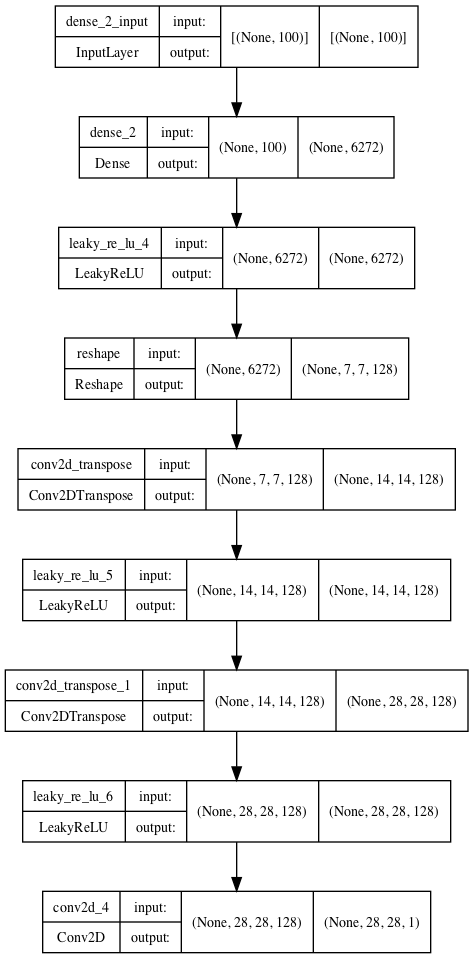 dense_2_input input: [(None, 100)] [(None, 100)]
InputLayer output:
dense_2 input: (None, 100) (None, 6272)
Dense output:
leaky_re_lu_4 input: (None, 6272) (None, 6272)
LeakyReLU output:
reshape input: (None, 6272) (None, 7, 7, 128)
Reshape output:
conv2d_transpose input: (None, 7, 7, 128) (None, 14, 14, 128)
Conv2DTranspose output:
leaky_re_lu_5 input: (None, 14, 14, 128) (None, 14, 14, 128)
LeakyReLU output:
conv2d_transpose_1 input: (None, 14, 14, 128) (None, 28, 28, 128)
Conv2DTranspose output:
leaky_re_lu_6 input: (None, 28, 28, 128) (None, 28, 28, 128)
LeakyReLU output:
conv2d_4 input: (None, 28, 28, 128) (None, 28, 28, 1)
Conv2D output: